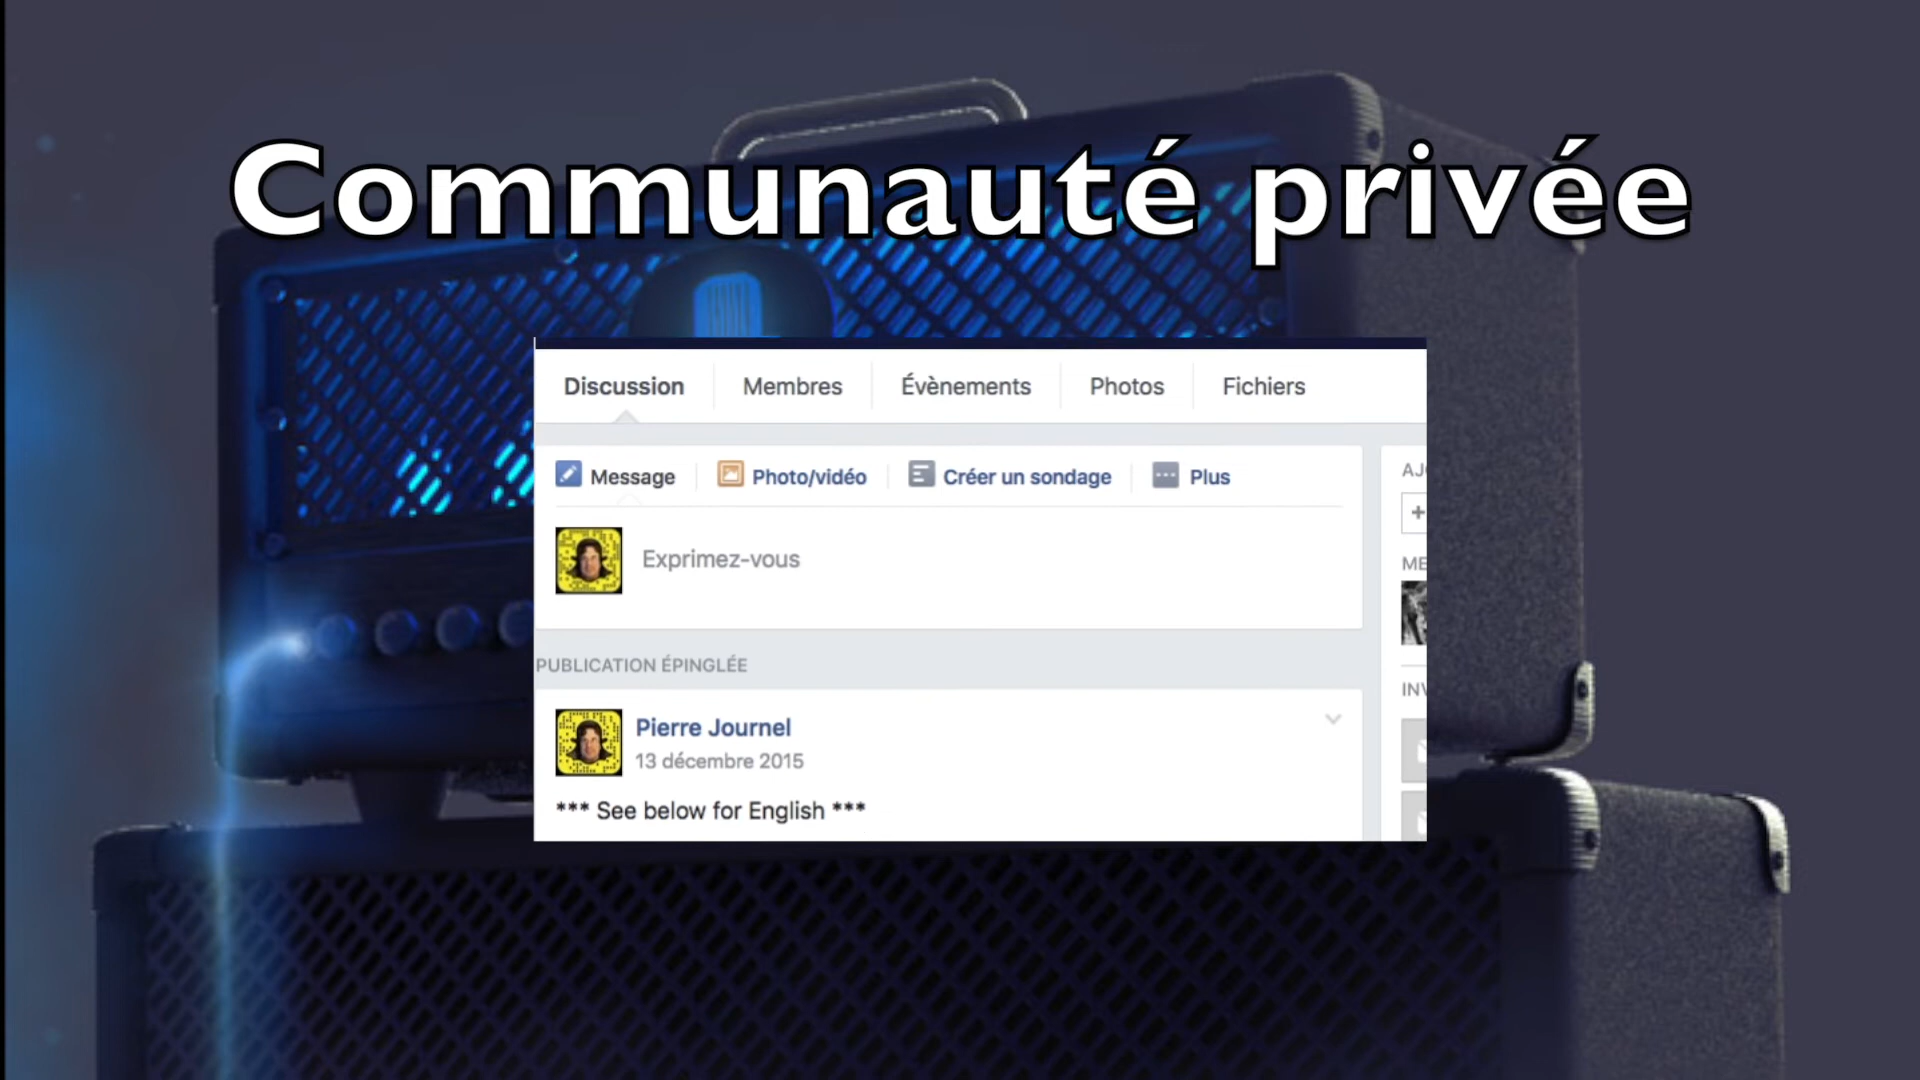 Communauté privée
Discussion Membres Évènements Photos Fichiers
Message Photo/vidéo Créer un sondage Plus
Exprimez-vous
PUBLICATION ÉPINGLÉE
Pierre Journel
13 décembre 2015
*** See below for English ***